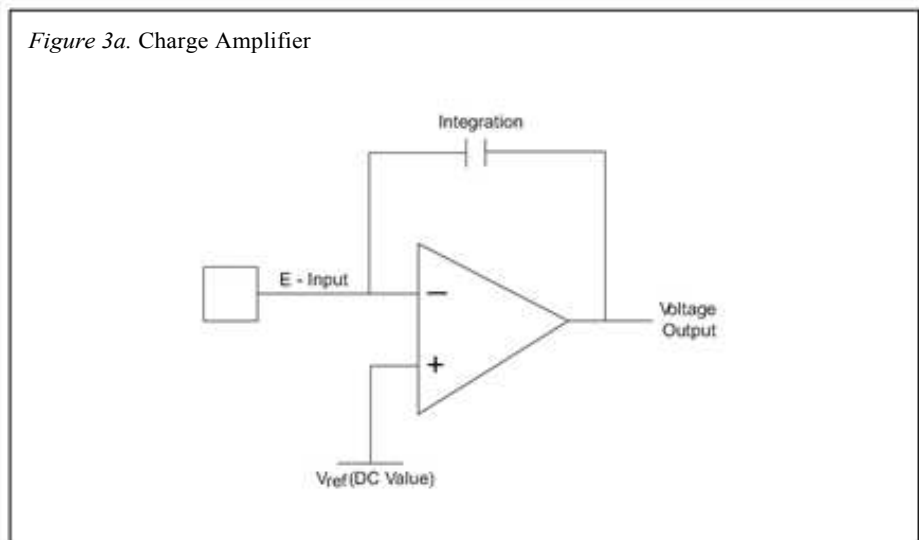 Figure 3a. Charge Amplifier
Integration
E - Input
−
+
Voltage
Output
Vref(DC Value)